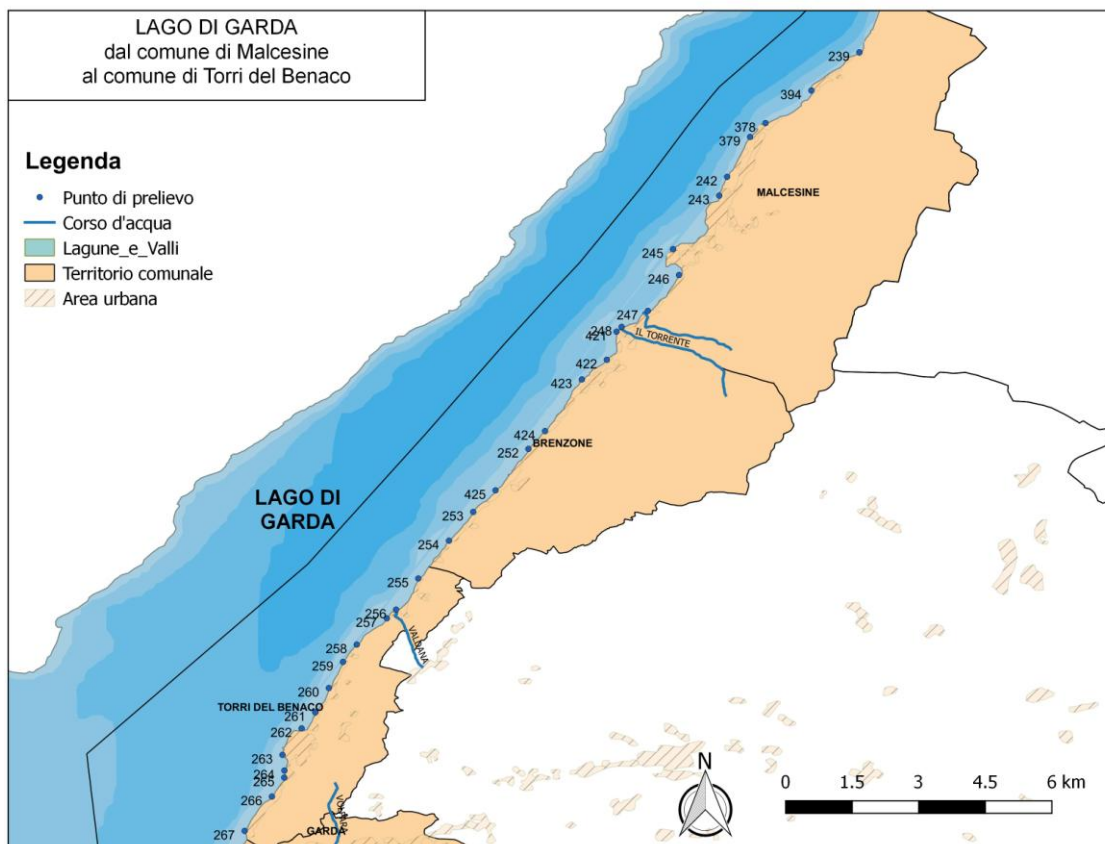 LAGO DI GARDA
dal comune di Malcesine
al comune di Torri del Benaco
Legenda
Punto di prelievo
Corso d'acqua
Lagune_e_Valli
Territorio comunale
Area urbana
239
394
378
379
242
MALCESINE
243
245
246
247
248
421
IL TORRENTE
422
423
424
BRENZONE
252
LAGO DI
GARDA
425
253
254
255
256
257
VALSANA
258
259
260
TORRI DEL BENACO
261
262
263
264
265
266
267
GARDA
N
0 1.5 3 4.5 6 km